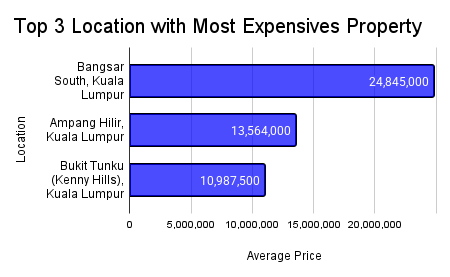 Top 3 Location with Most Expensives Property
Location
Bangsar
South, Kuala
Lumpur
24,845,000
Ampang Hilir,
Kuala Lumpur
13,564,000
Bukit Tunku
(Kenny Hills),
Kuala Lumpur
10,987,500
0
5,000,000
10,000,000
15,000,000
20,000,000
Average Price